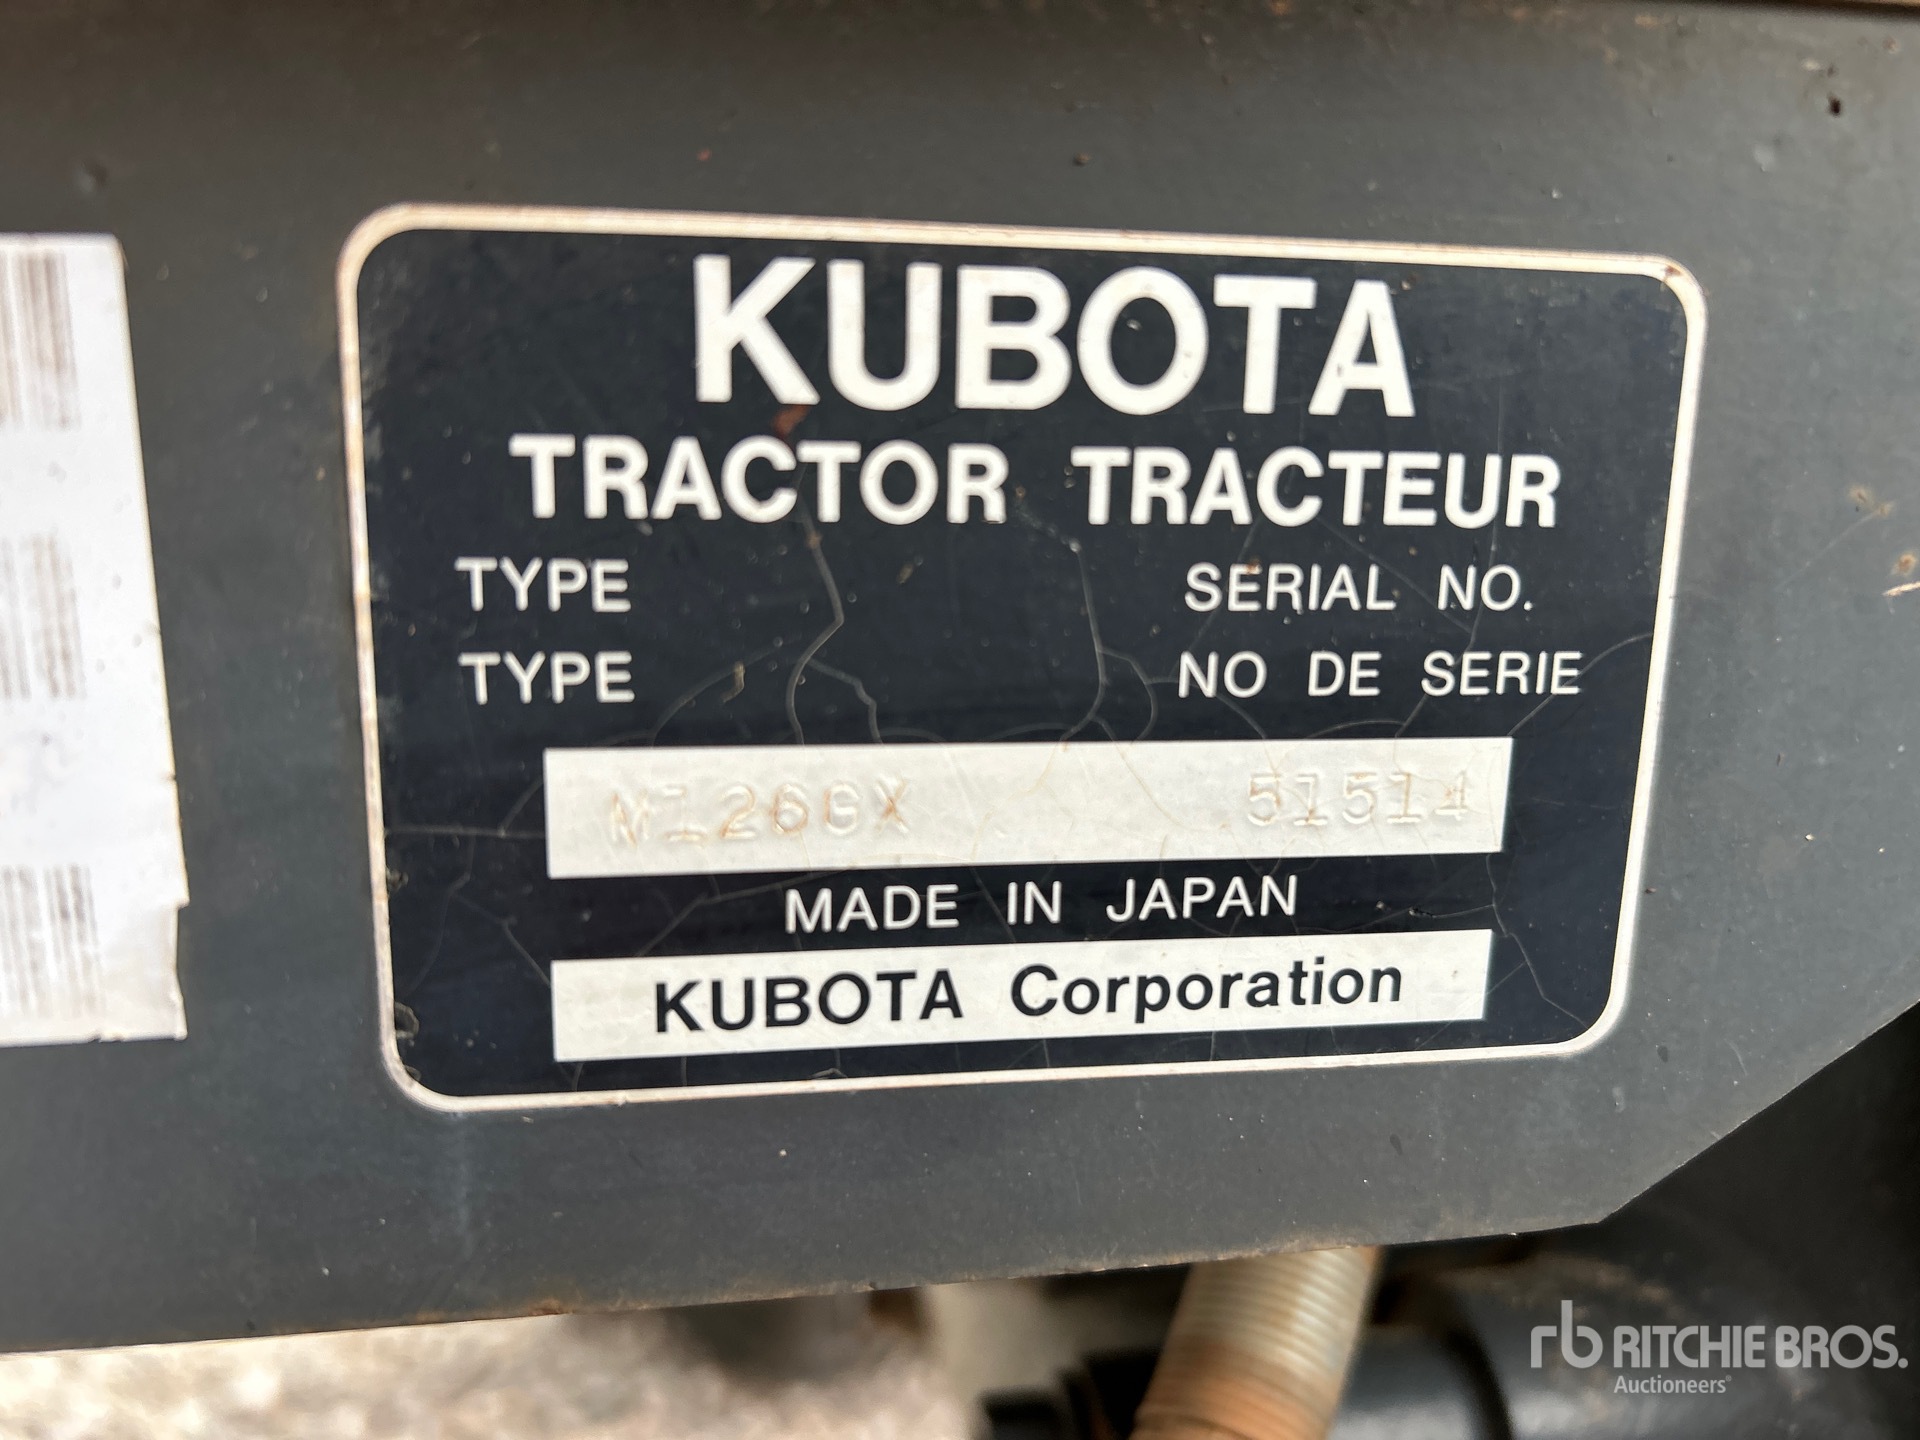 KUBOTA
TRACTOR TRACTEUR
TYPE SERIAL NO.
TYPE NO DE SERIE
M126GX 51514
MADE IN JAPAN
KUBOTA Corporation
rb RITCHIE BROS.
Auctioneers